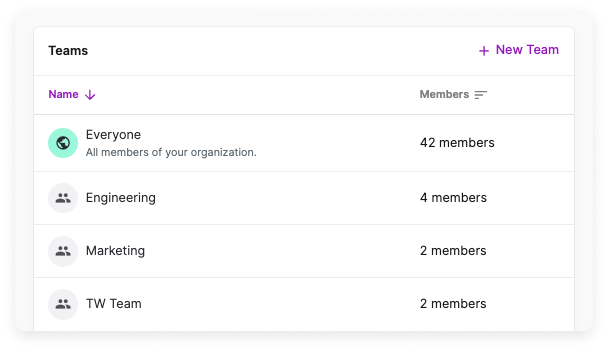 Teams
+ New Team
Name
Members
Everyone
All members of your organization.
42 members
Engineering
4 members
Marketing
2 members
TW Team
2 members